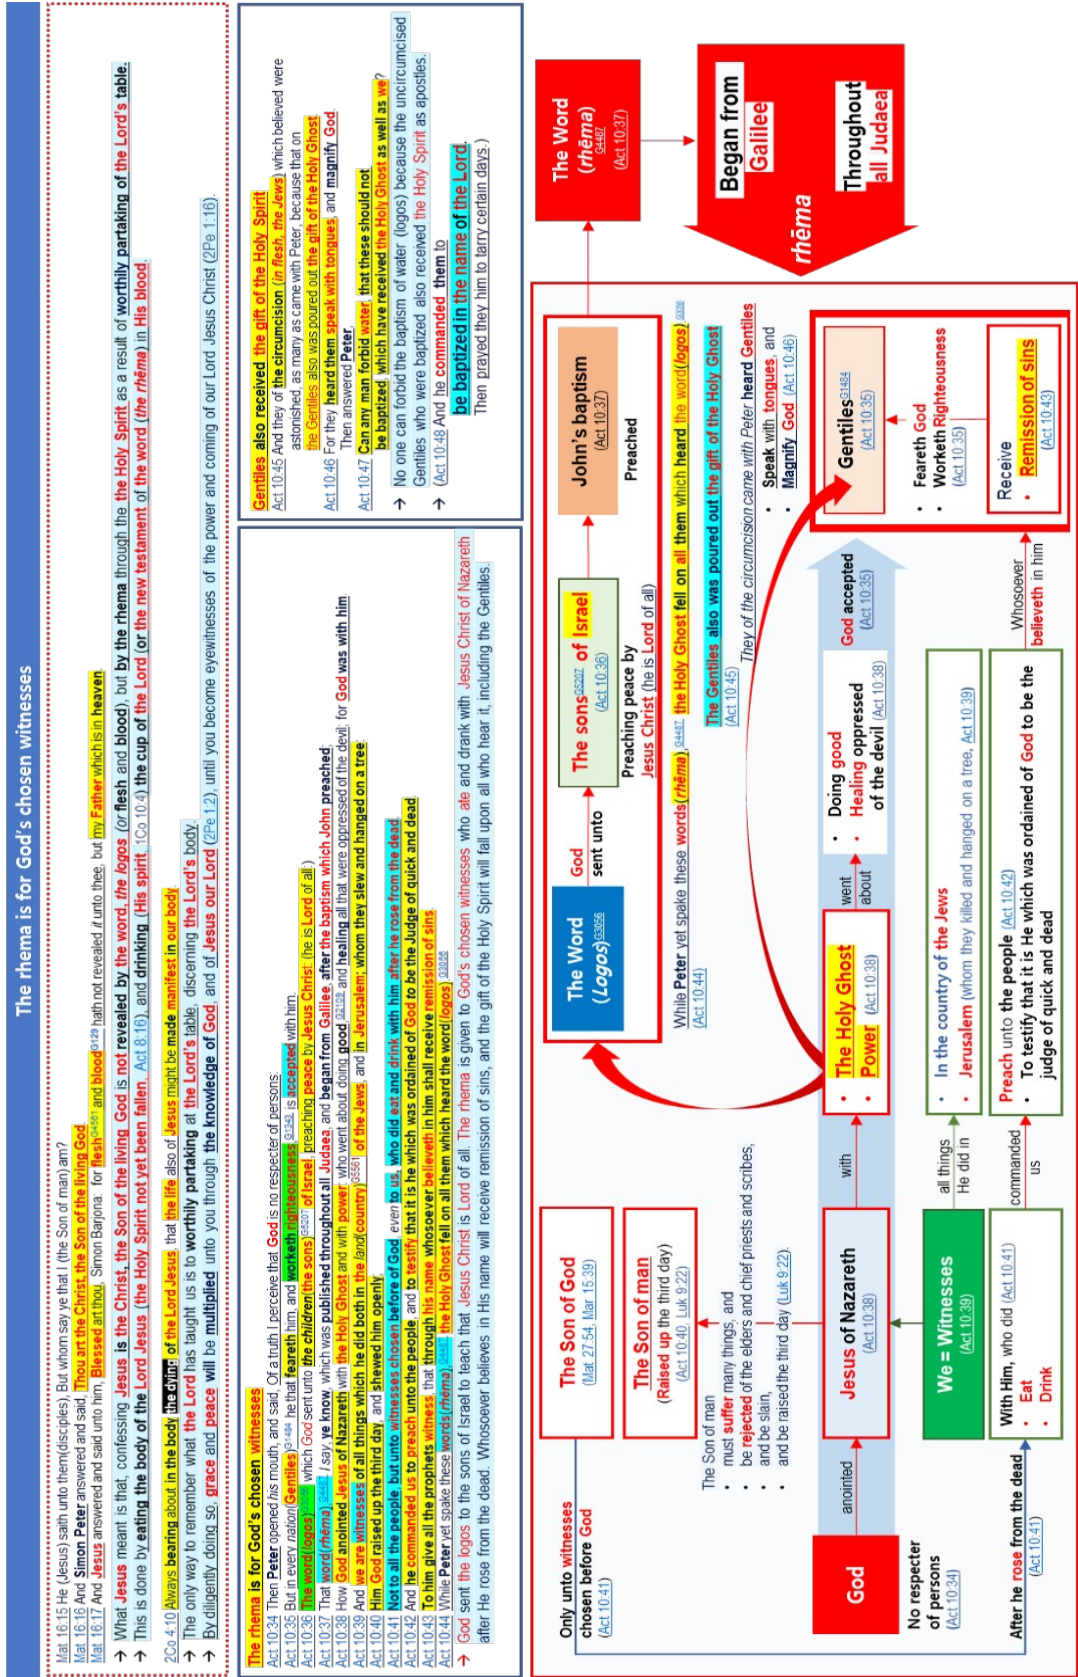 The rhema is for God's chosen witnesses
Mat 16:15 He (Jesus) saith unto them(disciples), But whom say ye that I (the Son of man) am?
Mat 16:16 And Simon Peter answered and said, Thou art the Christ, the Son of the living God.
Mat 16:17 And Jesus answered and said unto him, Blessed art thou, Simon Barjona: for flesh G4561 and blood G129 hath not revealed it unto thee, but my Father which is in heaven.
→ What Jesus meant is that, confessing Jesus is the Christ, the Son of the living God is not revealed by the word, the logos (or flesh and blood), but by the rhema through the Holy Spirit as a result of worthily partaking of the Lord's table.
→ This is done by eating the body of the Lord Jesus (the Holy Spirit not yet been fallen, Act 8:16), and drinking (His spirit, 1Co 10:4) the cup of the Lord (or the new testament of the word (the rhēma) in His blood.
2Co 4:10 Always bearing about in the body the dying of the Lord Jesus, that the life also of Jesus might be made manifest in our body.
→ The only way to remember what the Lord has taught us is to worthily partaking at the Lord's table, discerning the Lord's body.
→ By diligently doing so, grace and peace will be multiplied unto you through the knowledge of God, and of Jesus our Lord (2Pe 1:2), until you become eyewitnesses of the power and coming of our Lord Jesus Christ (2Pe 1:16).
The rhema is for God's chosen witnesses
Act 10:34 Then Peter opened his mouth, and said, Of a truth I perceive that God is no respecter of persons:
Act 10:35 But in every nation(Gentiles) G1484 he that feareth him, and worketh righteousness, G1343 is accepted with him.
Act 10:36 The word(logos) G3056 which God sent unto the children(the sons) G5207 of Israel, preaching peace by Jesus Christ: (he is Lord of all:)
Act 10:37 That word(rhēma), G4487 I say, ye know, which was published throughout all Judaea, and began from Galilee, after the baptism which John preached;
Act 10:38 How God anointed Jesus of Nazareth with the Holy Ghost and with power: who went about doing good, G2109 and healing all that were oppressed of the devil; for God was with him.
Act 10:39 And we are witnesses of all things which he did both in the land(country) G5561 of the Jews, and in Jerusalem; whom they slew and hanged on a tree:
Act 10:40 Him God raised up the third day, and shewed him openly;
Act 10:41 Not to all the people, but unto witnesses chosen before of God, even to us, who did eat and drink with him after he rose from the dead.
Act 10:42 And he commanded us to preach unto the people, and to testify that it is he which was ordained of God to be the Judge of quick and dead.
Act 10:43 To him give all the prophets witness, that through his name whosoever believeth in him shall receive remission of sins.
Act 10:44 While Peter yet spake these words(rhēma), G4487 the Holy Ghost fell on all them which heard the word(logos). G3056
→ God sent the logos to the sons of Israel to teach that Jesus Christ is Lord of all. The rhema is given to God's chosen witnesses who ate and drank with Jesus Christ of Nazareth
after He rose from the dead. Whosoever believes in His name will receive remission of sins, and the gift of the Holy Spirit will fall upon all who hear it, including the Gentiles.
Gentiles also received the gift of the Holy Spirit
Act 10:45 And they of the circumcision (in flesh, the Jews) which believed were
astonished, as many as came with Peter, because that on
the Gentiles also was poured out the gift of the Holy Ghost.
Act 10:46 For they heard them speak with tongues, and magnify God.
Then answered Peter,
Act 10:47 Can any man forbid water, that these should not
be baptized, which have received the Holy Ghost as well as we?
→ No one can forbid the baptism of water (logos) because the uncircumcised
Gentiles who were baptized also received the Holy Spirit as apostles.
→ (Act 10:48 And he commanded them to
be baptized in the name of the Lord.
Then prayed they him to tarry certain days.)
Only unto witnesses
chosen before God
(Act 10:41)
The Son of God
(Mat 27:54, Mar 15:39)
The Son of man
(Raised up the third day)
(Act 10:40, Luk 9:22)
The Son of man
• must suffer many things, and
• be rejected of the elders and chief priests and scribes,
• and be slain,
• and be raised the third day (Luk 9:22).
The Word
(Logos) G3056
God
sent unto
The sons G5207 of Israel
(Act 10:36)
Preaching peace by
Jesus Christ (he is Lord of all)
John's baptism
(Act 10:37)
Preached
The Word
(rhēma)
G4487
(Act 10:37)
Began from
Galilee
Throughout
all Judaea
rhēma
While Peter yet spake these words(rhēma), G4487 the Holy Ghost fell on all them which heard the word(logos). G3056
(Act 10:44)
The Gentiles also was poured out the gift of the Holy Ghost
(Act 10:45)
They of the circumcision came with Peter heard Gentiles
• Speak with tongues, and
• Magnify God (Act 10:46)
God
anointed
Jesus of Nazareth
(Act 10:38)
with
• The Holy Ghost
• Power (Act 10:38)
went
about
• Doing good
• Healing oppressed
of the devil (Act 10:38)
God accepted
(Act 10:35)
Gentiles G1484
(Act 10:35)
• Feareth God
• Worketh Righteousness
(Act 10:35)
Receive
• Remission of sins
(Act 10:43)
No respecter
of persons
(Act 10:34)
We = Witnesses
(Act 10:39)
all things
He did in
• In the country of the Jews
• Jerusalem (whom they killed and hanged on a tree, Act 10:39)
After he rose from the dead
(Act 10:41)
With Him, who did (Act 10:41)
• Eat
• Drink
commanded
us
Preach unto the people (Act 10:42)
• To testify that it is He which was ordained of God to be the
judge of quick and dead
Whosoever
believeth in him